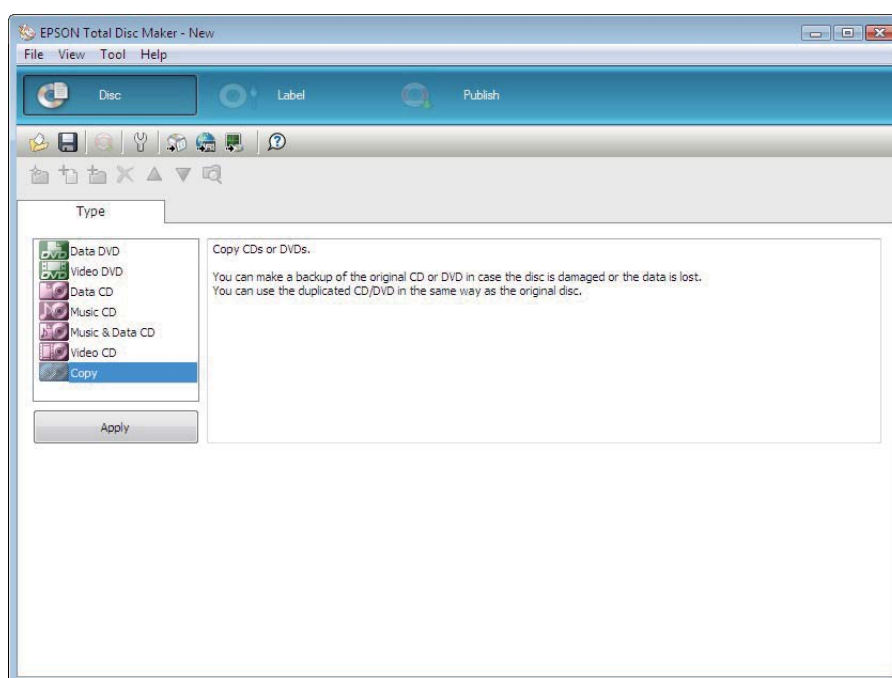 EPSON Total Disc Maker - New
File View Tool Help
Disc Label Publish
Type
DVD Data DVD
DVD Video DVD
Data CD
Music CD
Music & Data CD
Video CD
Copy
Apply
Copy CDs or DVDs.
You can make a backup of the original CD or DVD in case the disc is damaged or the data is lost.
You can use the duplicated CD/DVD in the same way as the original disc.